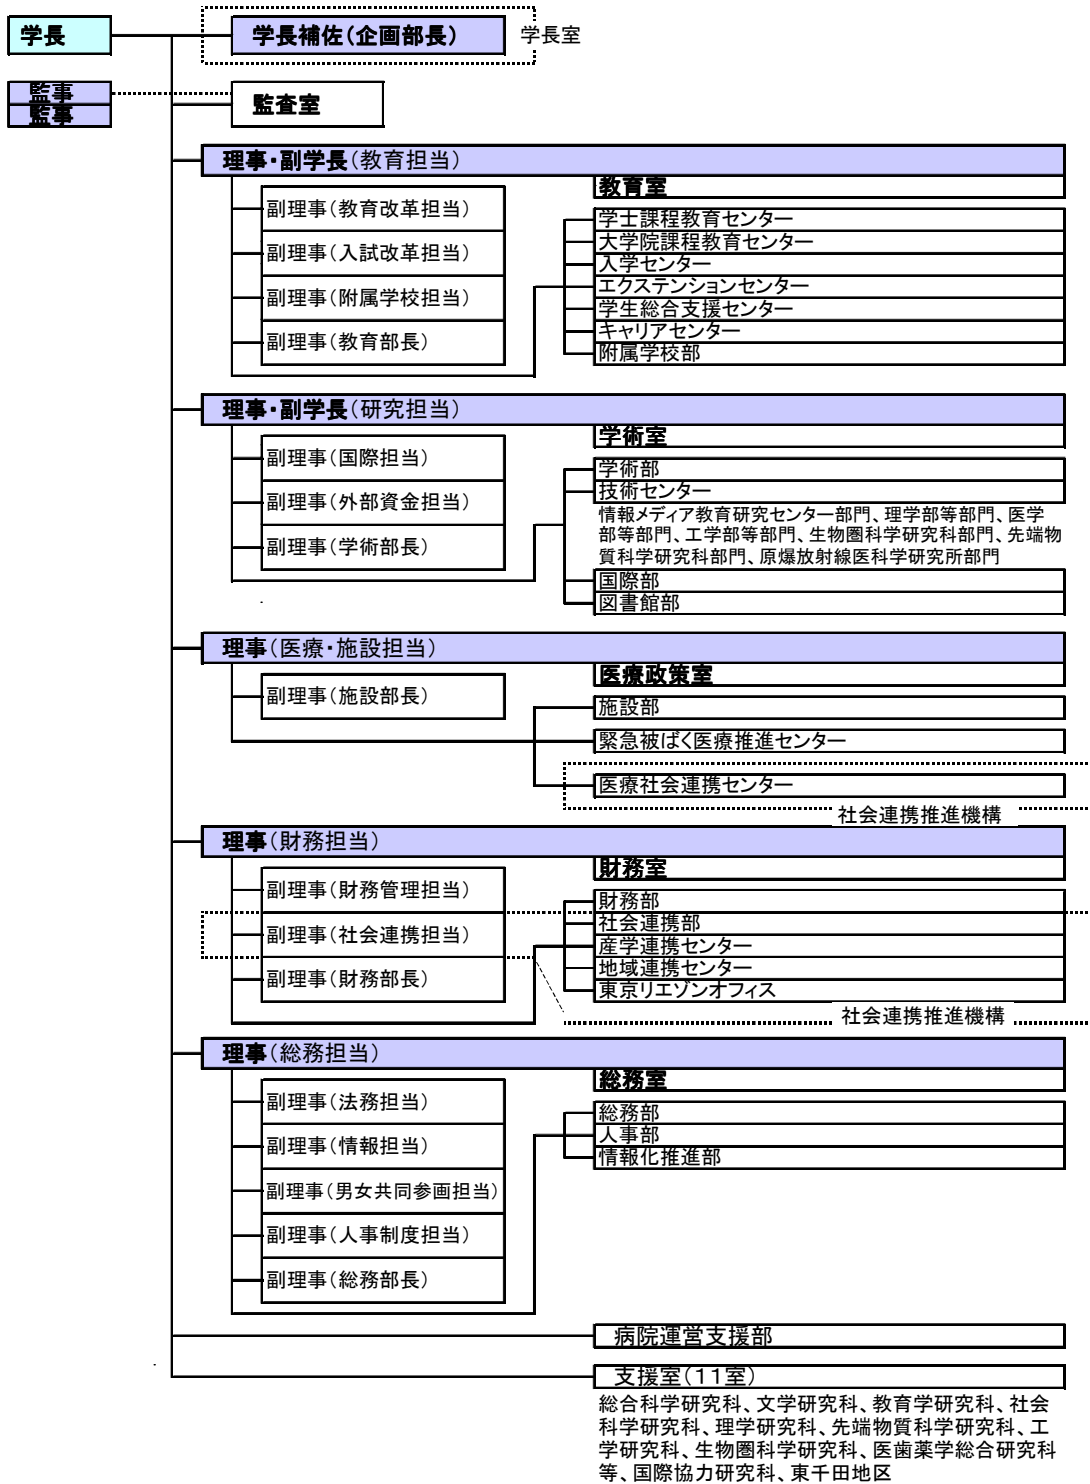 学長
学長補佐（企画部長）
学長室
監事
監事
監査室
理事・副学長（教育担当）
教育室
副理事（教育改革担当）
副理事（入試改革担当）
副理事（附属学校担当）
副理事（教育部長）
学士課程教育センター
大学院課程教育センター
入学センター
エクステンションセンター
学生総合支援センター
キャリアセンター
附属学校部
理事・副学長（研究担当）
学術室
副理事（国際担当）
副理事（外部資金担当）
副理事（学術部長）
学術部
技術センター
情報メディア教育研究センター部門、理学部等部門、医学
部等部門、工学部等部門、生物圏科学研究科部門、先端物
質科学研究科部門、原爆放射線医科学研究所部門
国際部
図書館部
理事（医療・施設担当）
医療政策室
副理事（施設部長）
施設部
緊急被ばく医療推進センター
医療社会連携センター
社会連携推進機構
理事（財務担当）
財務室
副理事（財務管理担当）
副理事（社会連携担当）
副理事（財務部長）
財務部
社会連携部
産学連携センター
地域連携センター
東京リエゾンオフィス
社会連携推進機構
理事（総務担当）
総務室
副理事（法務担当）
副理事（情報担当）
副理事（男女共同参画担当）
副理事（人事制度担当）
副理事（総務部長）
総務部
人事部
情報化推進部
病院運営支援部
支援室（１１室）
総合科学研究科、文学研究科、教育学研究科、社会
科学研究科、理学研究科、先端物質科学研究科、工
学研究科、生物圏科学研究科、医歯薬学総合研究科
等、国際協力研究科、東千田地区